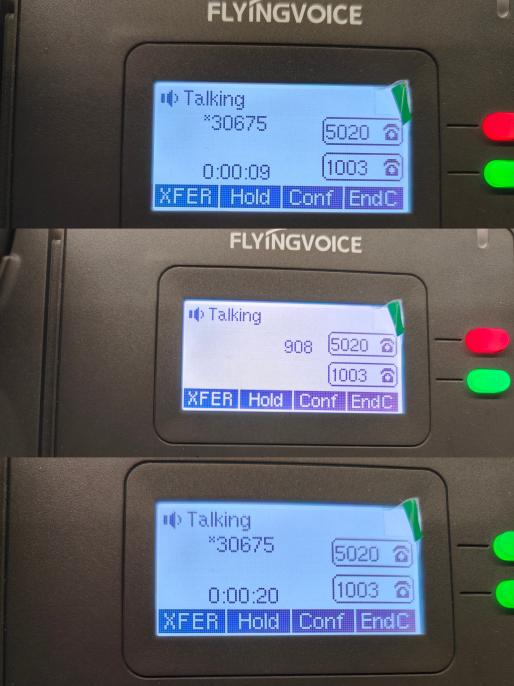 FLYINGVOICE
Talking
*30675
5020
0:00:09
1003
XFER Hold Conf EndC
FLYINGVOICE
Talking
908 5020
1003
XFER Hold Conf EndC
Talking
*30675
5020
0:00:20
1003
XFER Hold Conf EndC